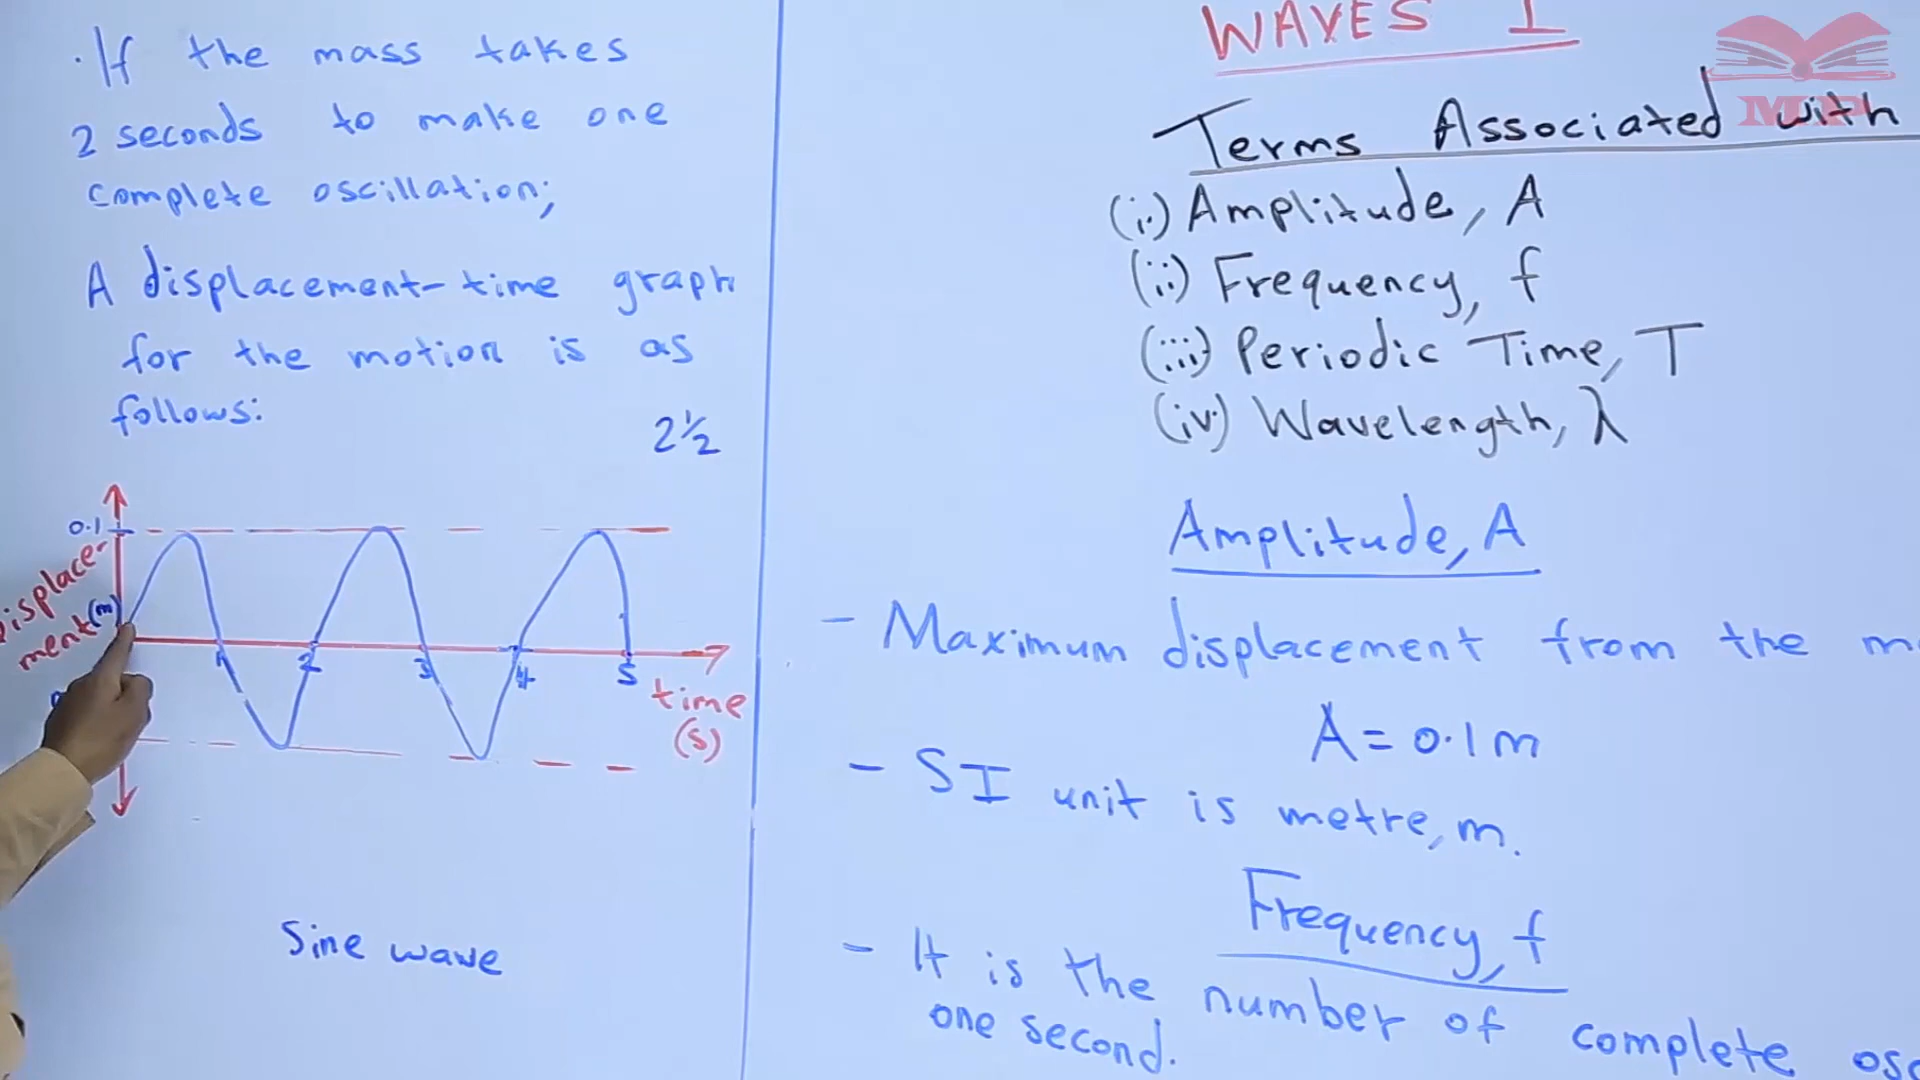 ·If the mass takes
2 seconds to make one
complete oscillation;
A displacement-time graph
for the motion is as
follows:
2½
0.1
Displace-
ment(m)
1 2 3 4 5
time
(s)
Sine wave
WAVES I
Terms Associated with
(i) Amplitude, A
(ii) Frequency, f
(iii) Periodic Time, T
(iv) Wavelength, λ
Amplitude, A
- Maximum displacement from the
A = 0.1m
- SI unit is metre, m.
Frequency, f
- It is the number of complete
one second.